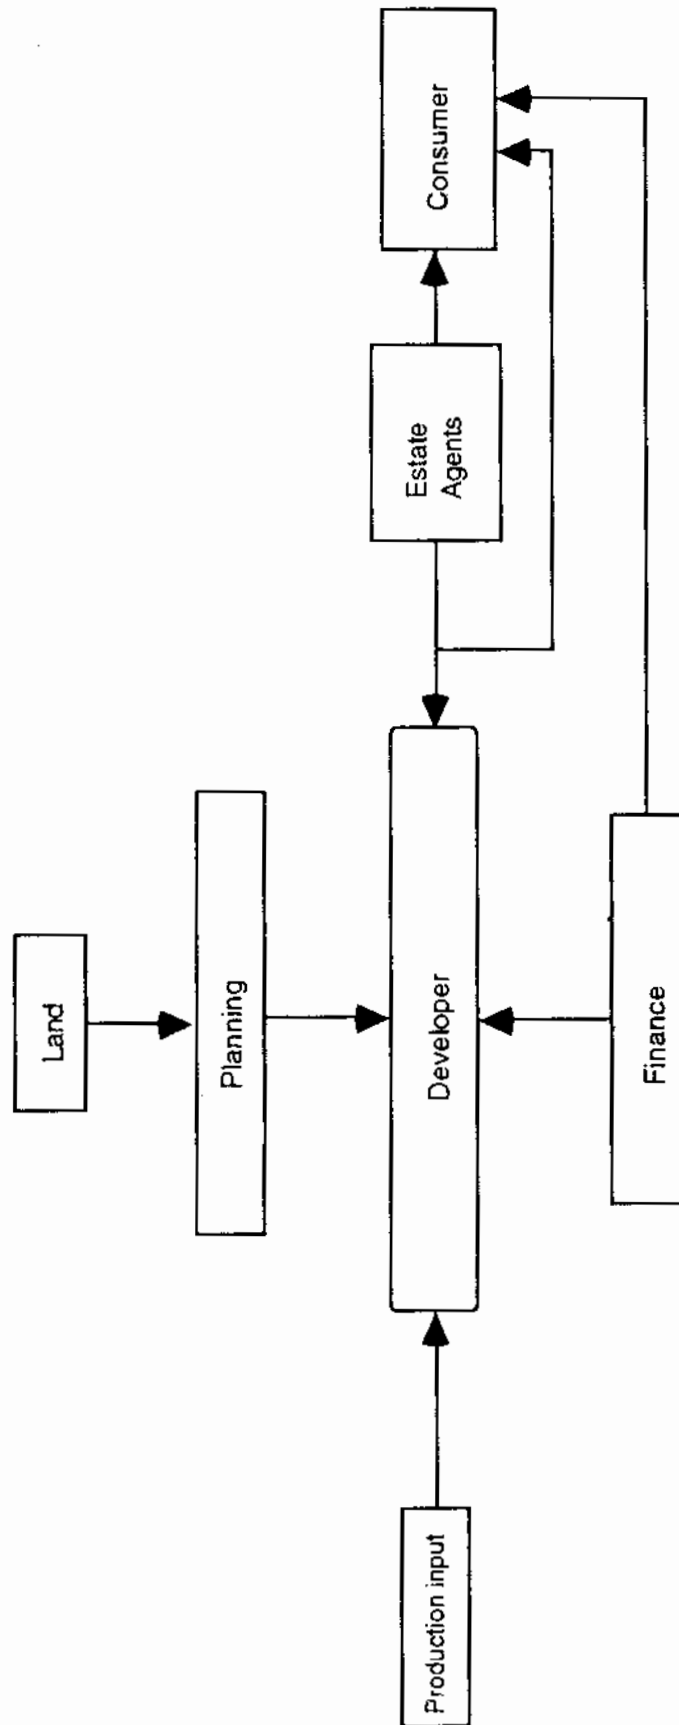 Land
Planning
Production input
Developer
Estate
Agents
Consumer
Finance